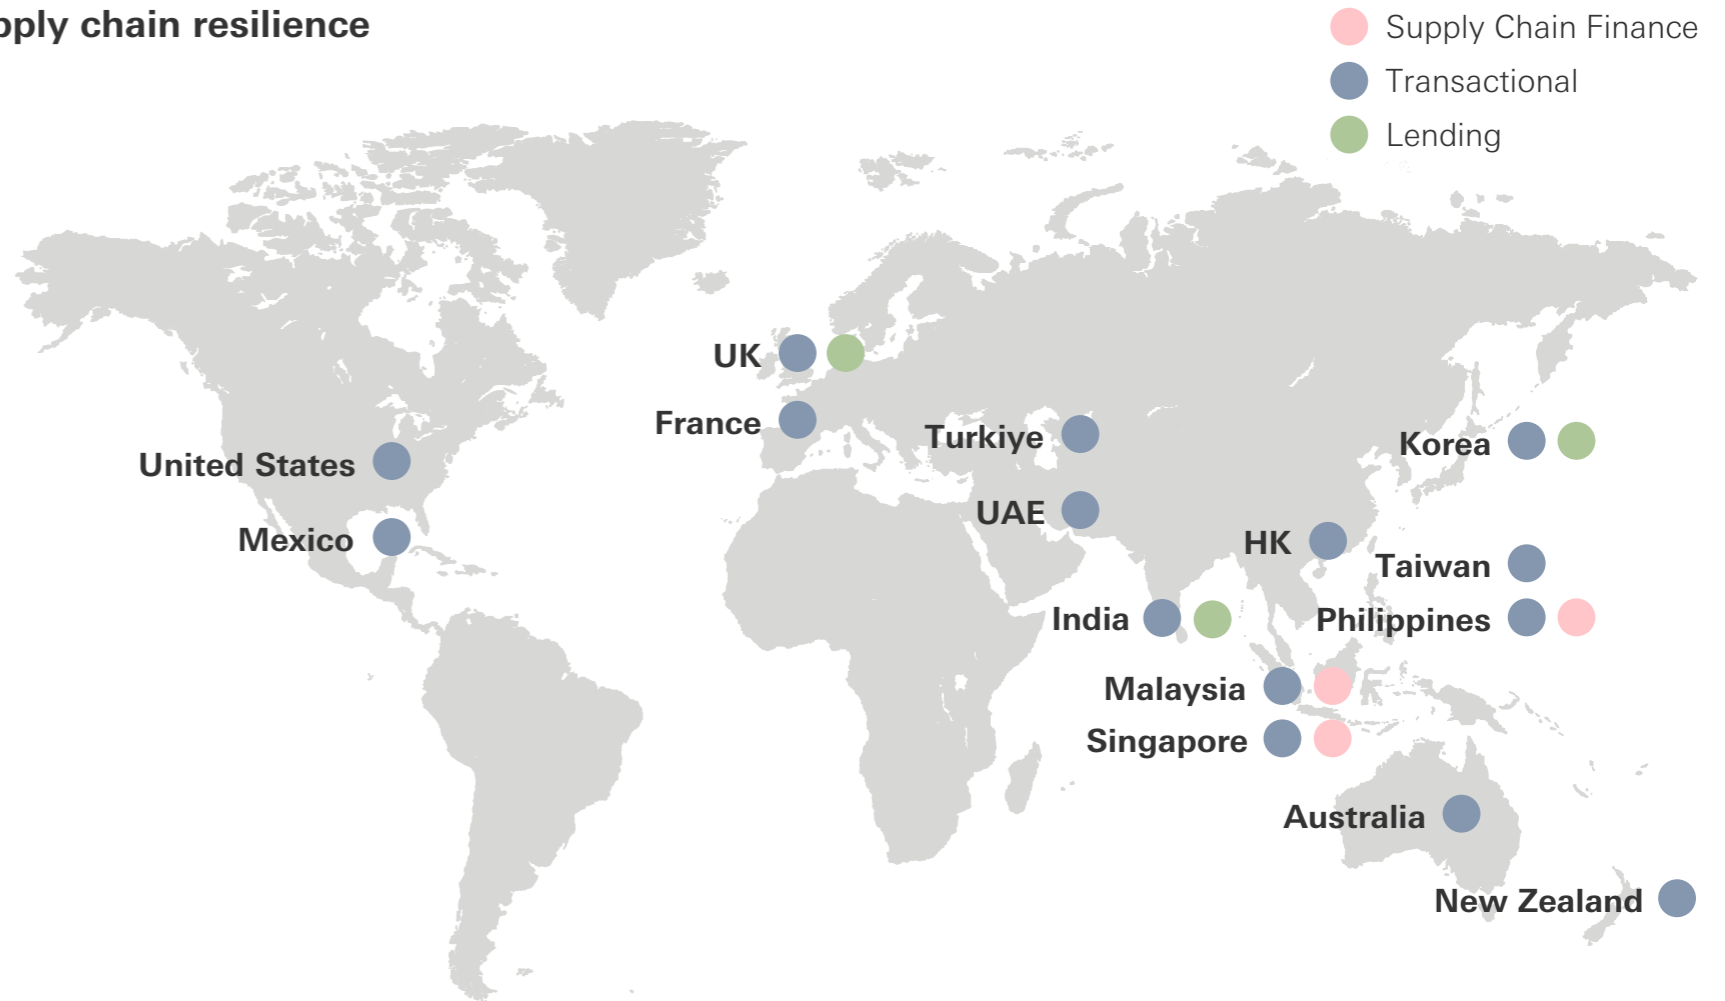 chain resilience
Supply Chain Finance
Transactional
Lending
UK
France
Turkiye
Korea
United States
UAE
Mexico
HK
Taiwan
India
Philippines
Malaysia
Singapore
Australia
New Zealand